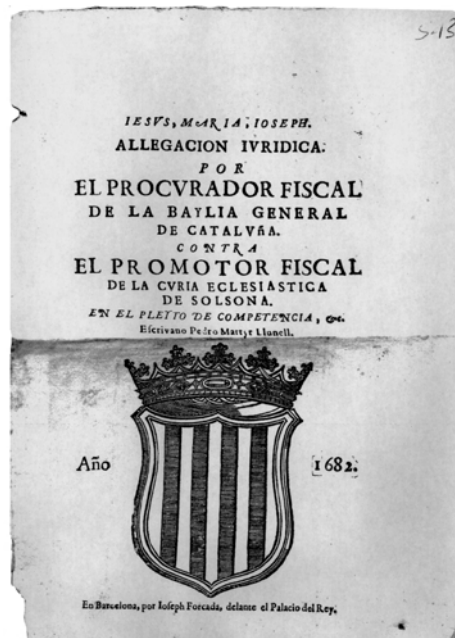 S-13
IESVS, MARIA, IOSEPH.
ALLEGACION IVRIDICA.
POR
EL PROCVRADOR FISCAL
DE LA BAYLIA GENERAL
DE CATALVñA.
CONTRA
EL PROMOTOR FISCAL
DE LA CVRIA ECLESIASTICA
DE SOLSONA.
EN EL PLEYTO DE COMPETENCIA, &c.
Escrivano Pedro Martyr Llunell.
Año [1682.
En Barcelona, por Ioseph Forcada, delante el Palacio del Rey.